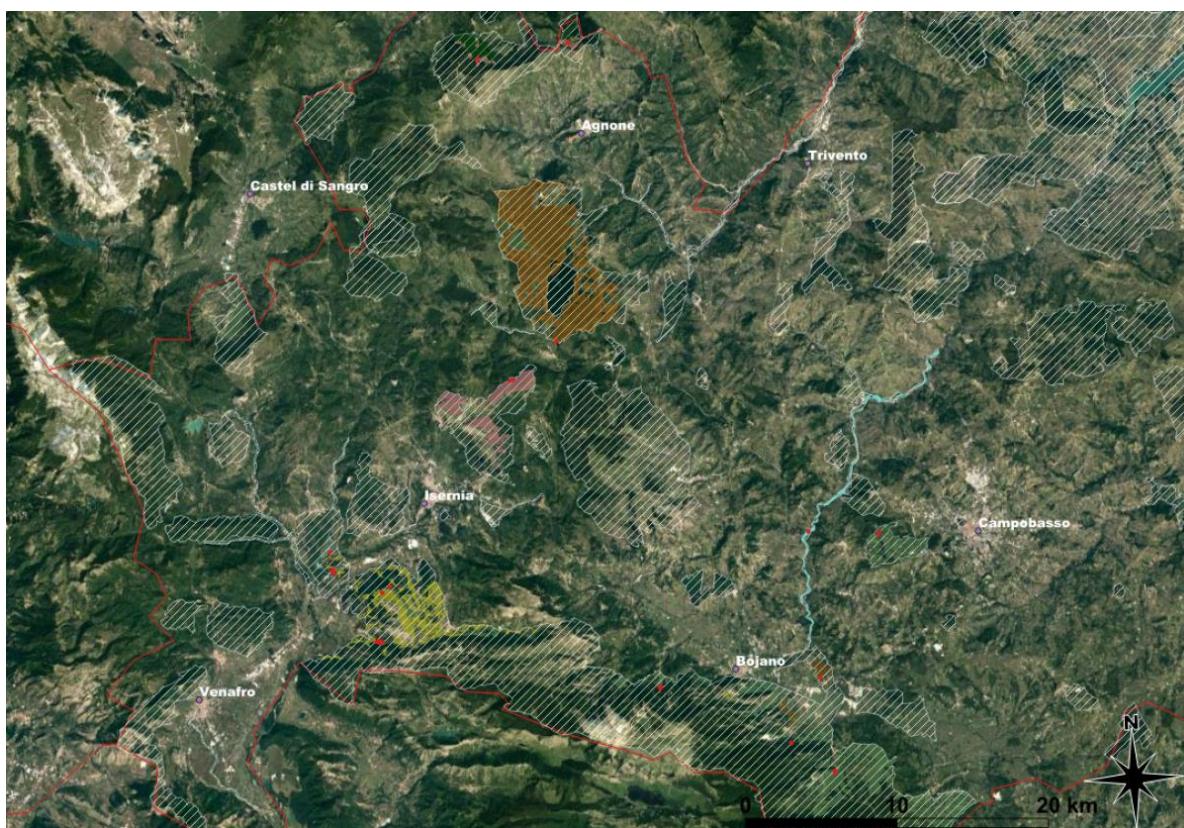 Agnone
Trivento
Castel di Sangro
Isernia
Campobasso
Bojano
Venafro
N
0 10 20 km